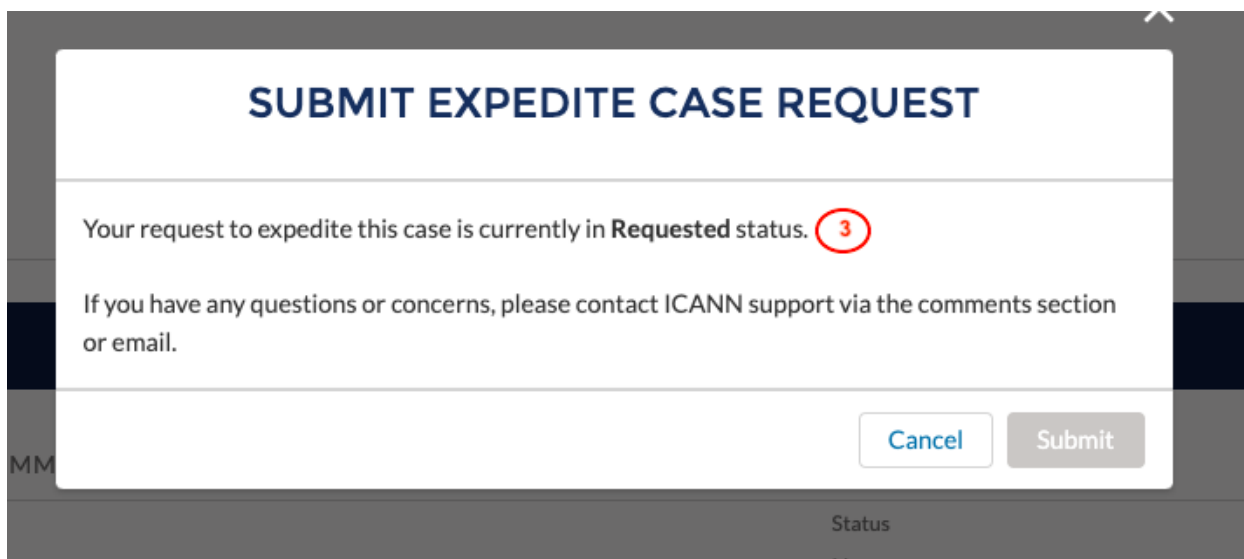 SUBMIT EXPEDITE CASE REQUEST
Your request to expedite this case is currently in Requested status. 3
If you have any questions or concerns, please contact ICANN support via the comments section
or email.
Cancel Submit
MM
Status